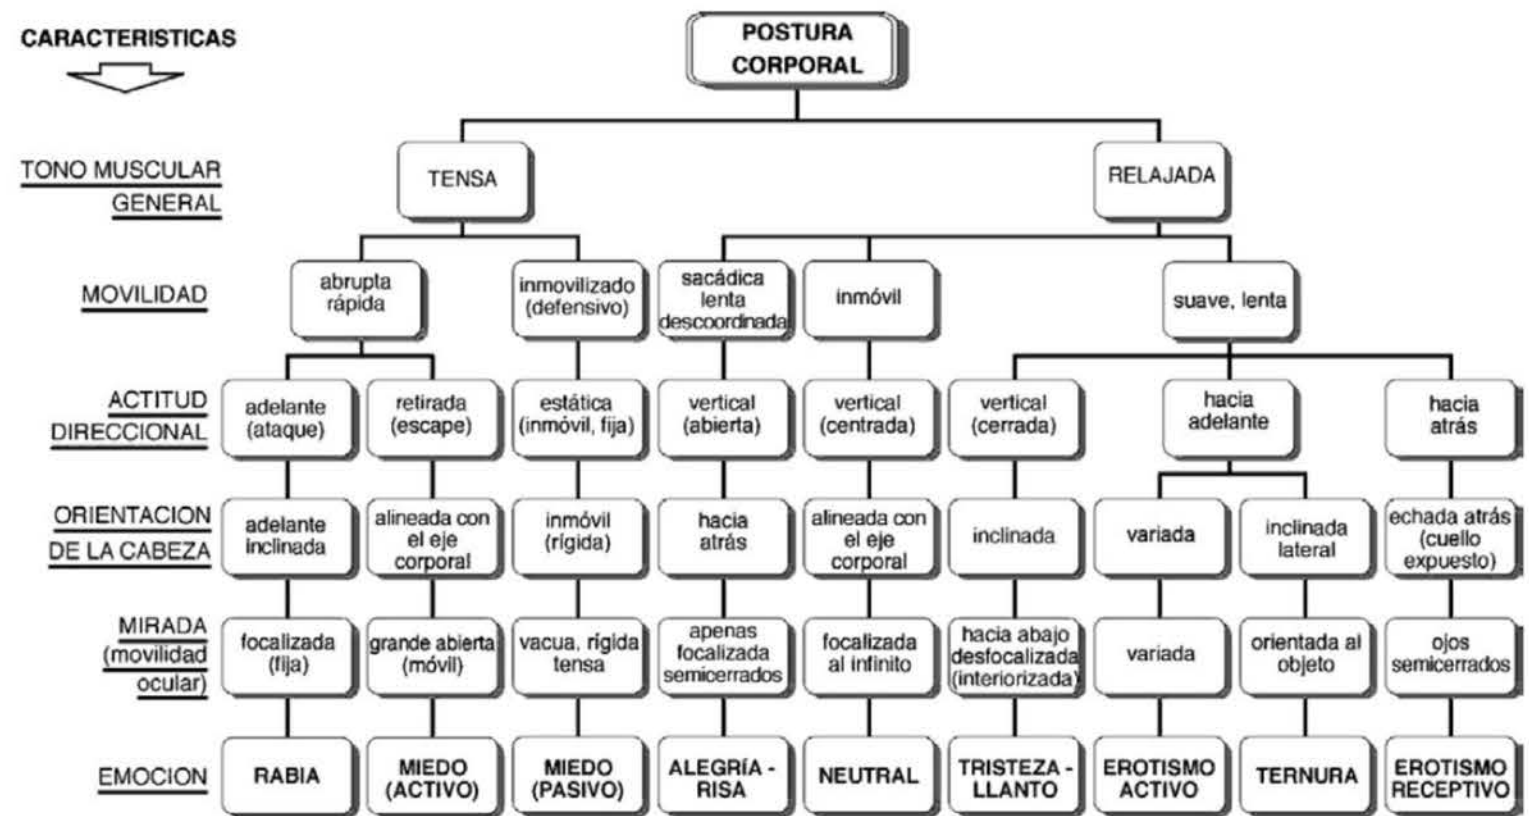 CARACTERISTICAS
POSTURA
CORPORAL
TONO MUSCULAR
GENERAL
TENSA
RELAJADA
MOVILIDAD
abrupta
rápida
inmovilizado
(defensivo)
sacádica
lenta
descoordinada
inmóvil
suave, lenta
ACTITUD
DIRECCIONAL
adelante
(ataque)
retirada
(escape)
estática
(inmóvil, fija)
vertical
(abierta)
vertical
(centrada)
vertical
(cerrada)
hacia
adelante
hacia
atrás
ORIENTACION
DE LA CABEZA
adelante
inclinada
alineada con
el eje
corporal
inmóvil
(rígida)
hacia
atrás
alineada con
el eje
corporal
inclinada
variada
inclinada
lateral
echada atrás
(cuello
expuesto)
MIRADA
(movilidad
ocular)
focalizada
(fija)
grande abierta
(móvil)
vacua, rígida
tensa
apenas
focalizada
semicerrados
focalizada
al infinito
hacia abajo
desfocalizada
(interiorizada)
variada
orientada al
objeto
ojos
semicerrados
EMOCION
RABIA
MIEDO
(ACTIVO)
MIEDO
(PASIVO)
ALEGRÍA -
RISA
NEUTRAL
TRISTEZA -
LLANTO
EROTISMO
ACTIVO
TERNURA
EROTISMO
RECEPTIVO